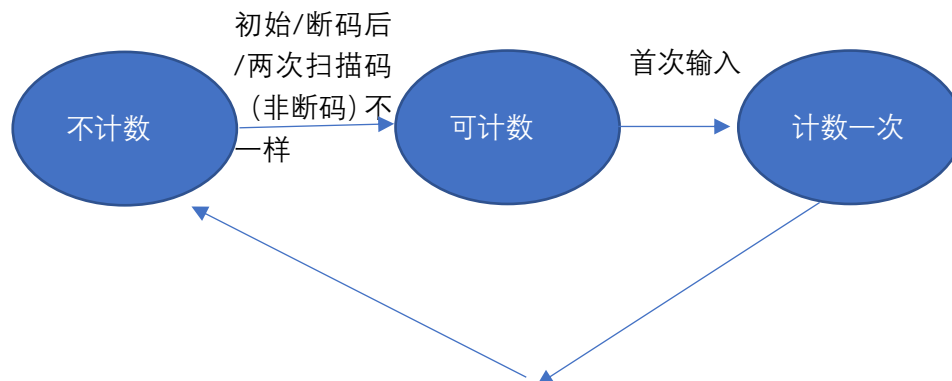 初始/断码后
/两次扫描码
（非断码）不
一样
首次输入
不计数
可计数
计数一次